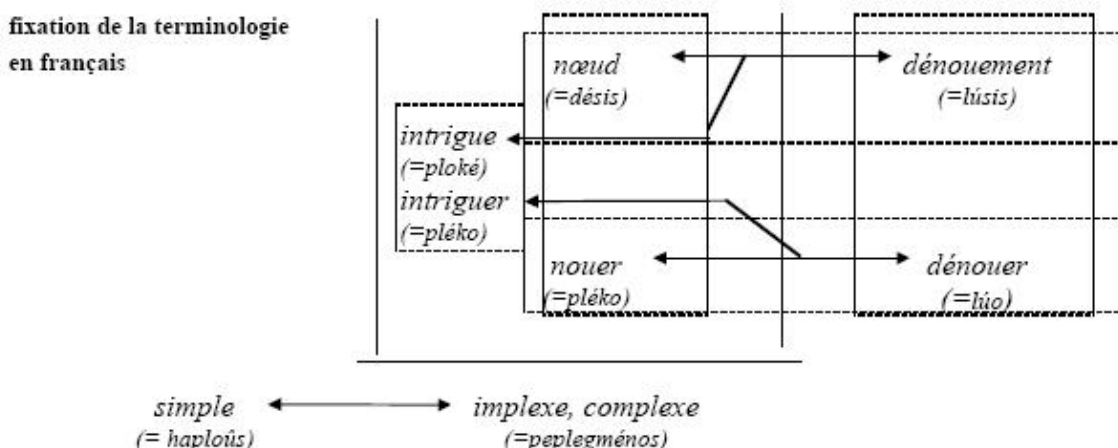 fixation de la terminologie
en français
nœud
(=désis)
dénouement
(=lúsis)
intrigue
(=ploké)
intriguer
(=pléko)
nouer
(=pléko)
dénouer
(=lúo)
simple
(= haploûs)
implexe, complexe
(=peplegménos)